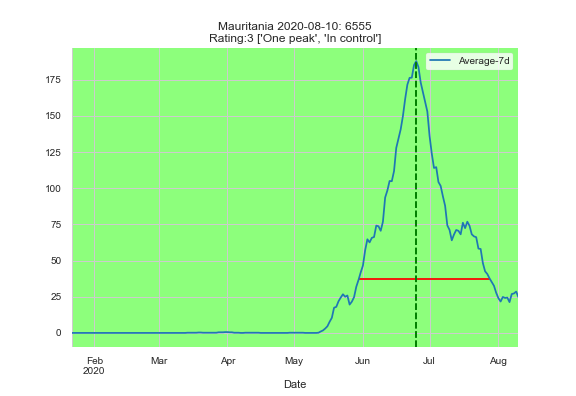 Mauritania 2020-08-10: 6555
Rating:3 ['One peak', 'In control']
Average-7d
175
150
125
100
75
50
25
0
Feb Mar Apr May Jun Jul Aug
2020
Date